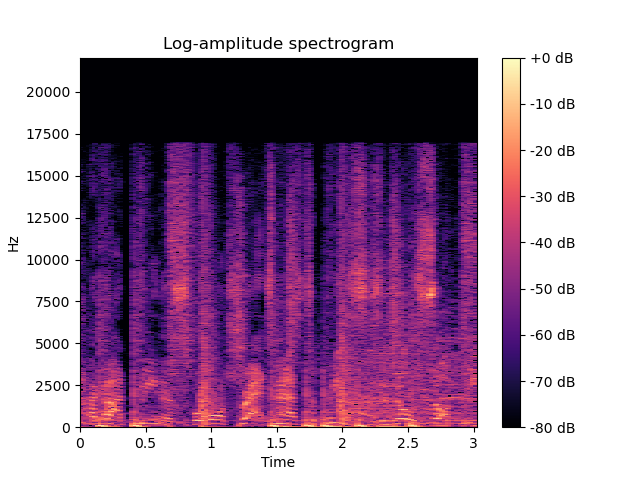 Log-amplitude spectrogram
+0 dB
20000
-10 dB
17500
-20 dB
15000
-30 dB
12500
Hz
-40 dB
10000
-50 dB
7500
-60 dB
5000
-70 dB
2500
0
-80 dB
0 0.5 1 1.5 2 2.5 3
Time